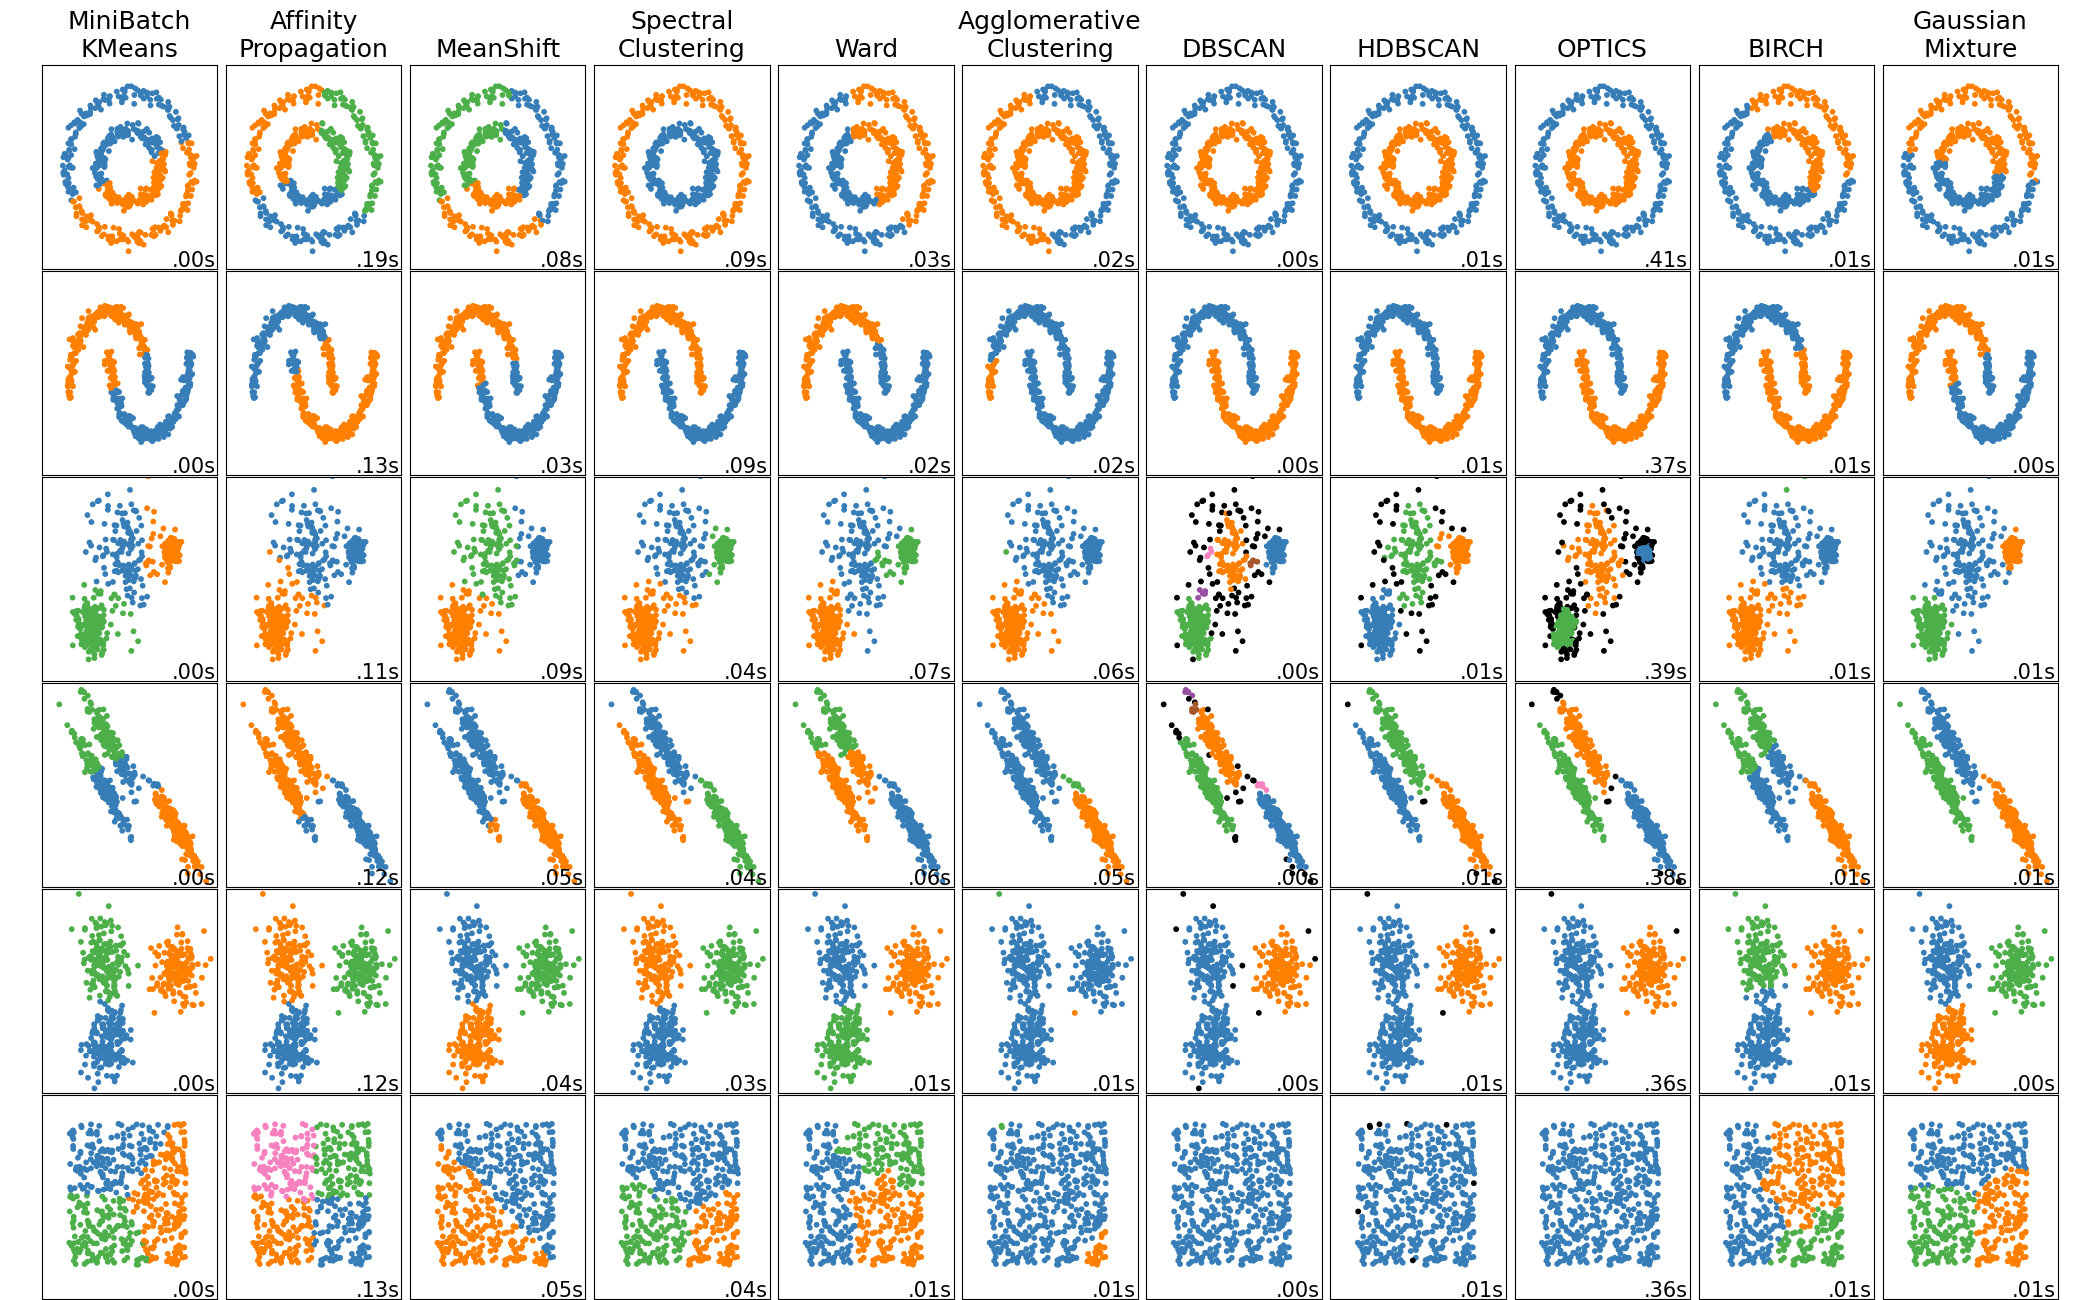 MiniBatch
KMeans
Affinity
Propagation
MeanShift
Spectral
Clustering
Ward
Agglomerative
Clustering
DBSCAN
HDBSCAN
OPTICS
BIRCH
Gaussian
Mixture
.00s
.19s
.08s
.09s
.03s
.02s
.00s
.01s
.41s
.01s
.01s
.00s
.13s
.03s
.09s
.02s
.02s
.00s
.01s
.37s
.01s
.00s
.00s
.11s
.09s
.04s
.07s
.06s
.00s
.01s
.39s
.01s
.01s
.00s
.12s
.05s
.04s
.06s
.05s
.00s
.01s
.38s
.01s
.01s
.00s
.12s
.04s
.03s
.01s
.01s
.00s
.01s
.36s
.01s
.00s
.00s
.13s
.05s
.04s
.01s
.01s
.00s
.01s
.36s
.01s
.01s